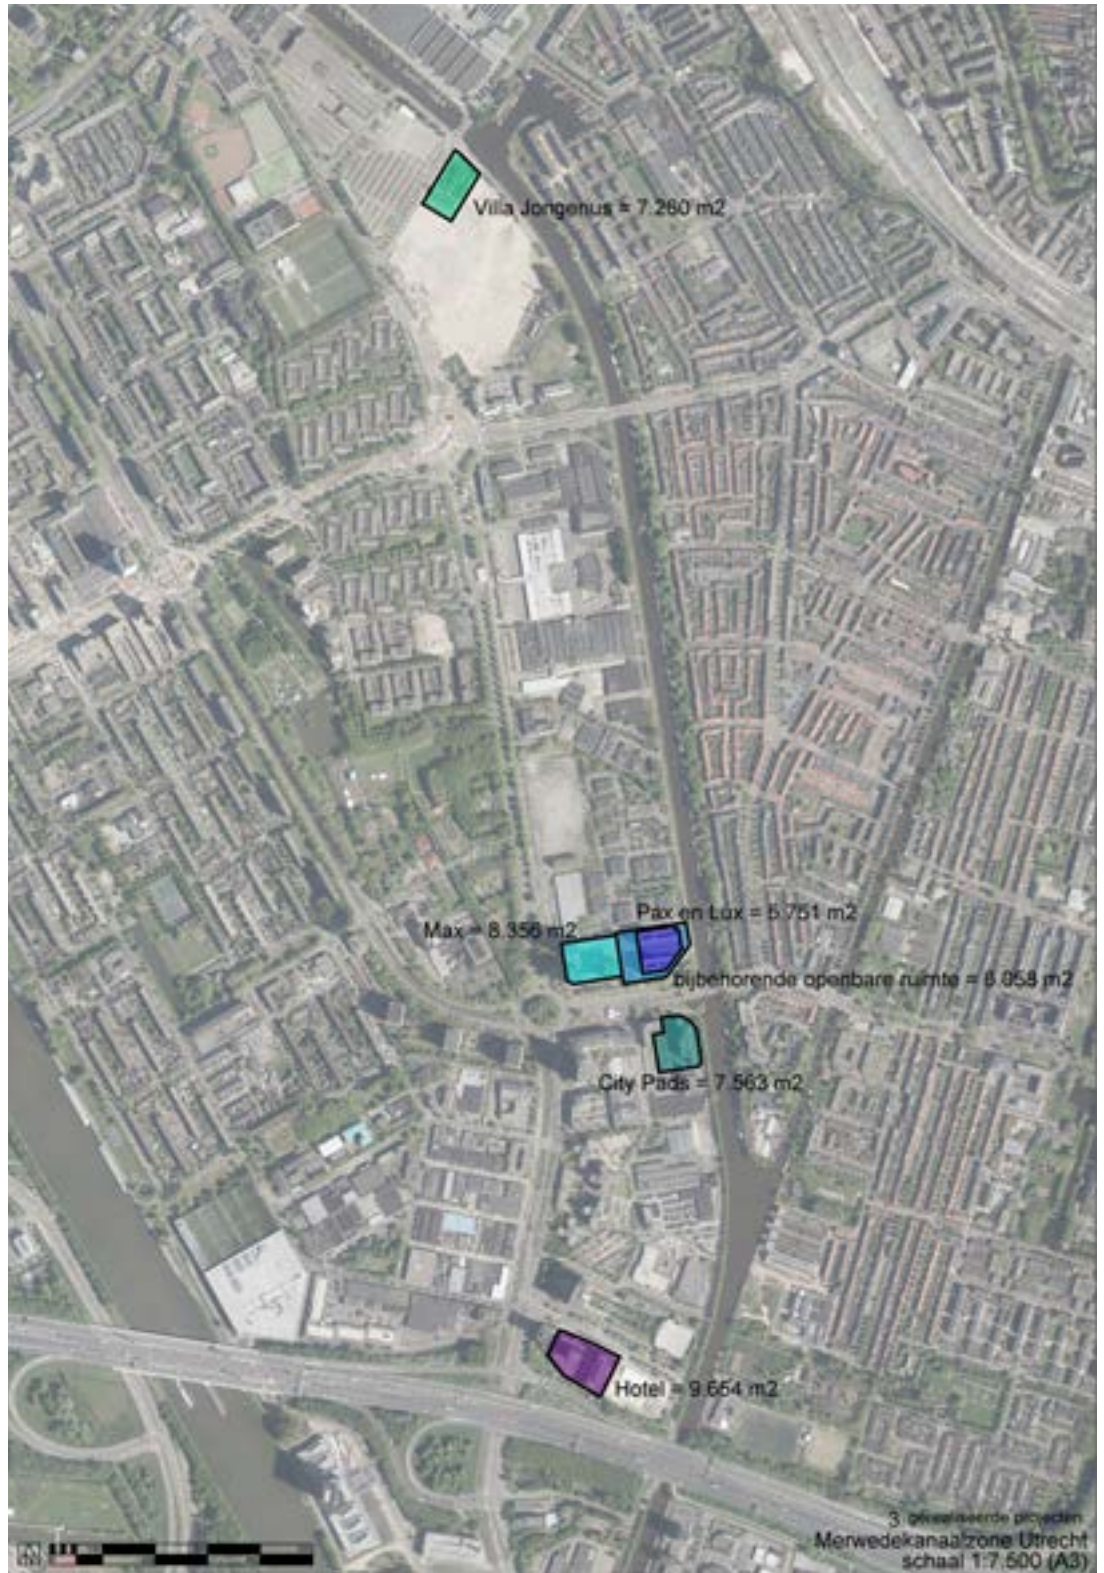 Villa Jongerius = 7.260 m2
Pax en Lux = 5.751 m2
Max = 8.356 m2
bijbehorende openbare ruimte = 6.058 m2
City Pads = 7.563 m2
Hotel = 9.654 m2
3 gerealiseerde projecten
Merwedekanaalzone Utrecht
schaal 1:7.500 (A3)